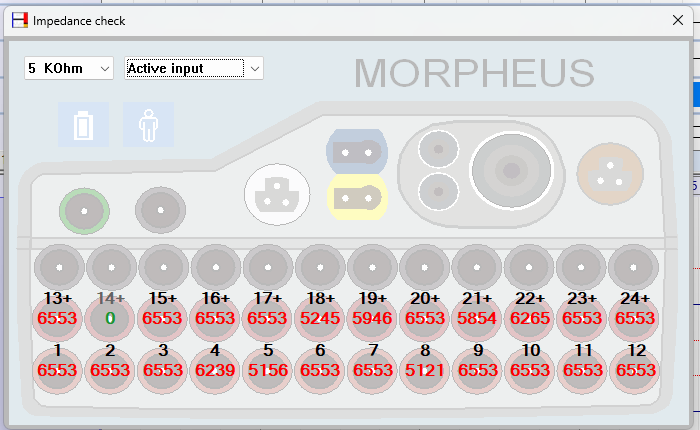 Impedance check
5 KOhm Active input
MORPHEUS
13+ 14+ 15+ 16+ 17+ 18+ 19+ 20+ 21+ 22+ 23+ 24+
6553 0 6553 6553 6553 5245 5946 6553 5854 6265 6553 6553
1 2 3 4 5 6 7 8 9 10 11 12
6553 6553 6553 6239 5156 6553 6553 5121 6553 6553 6553 6553